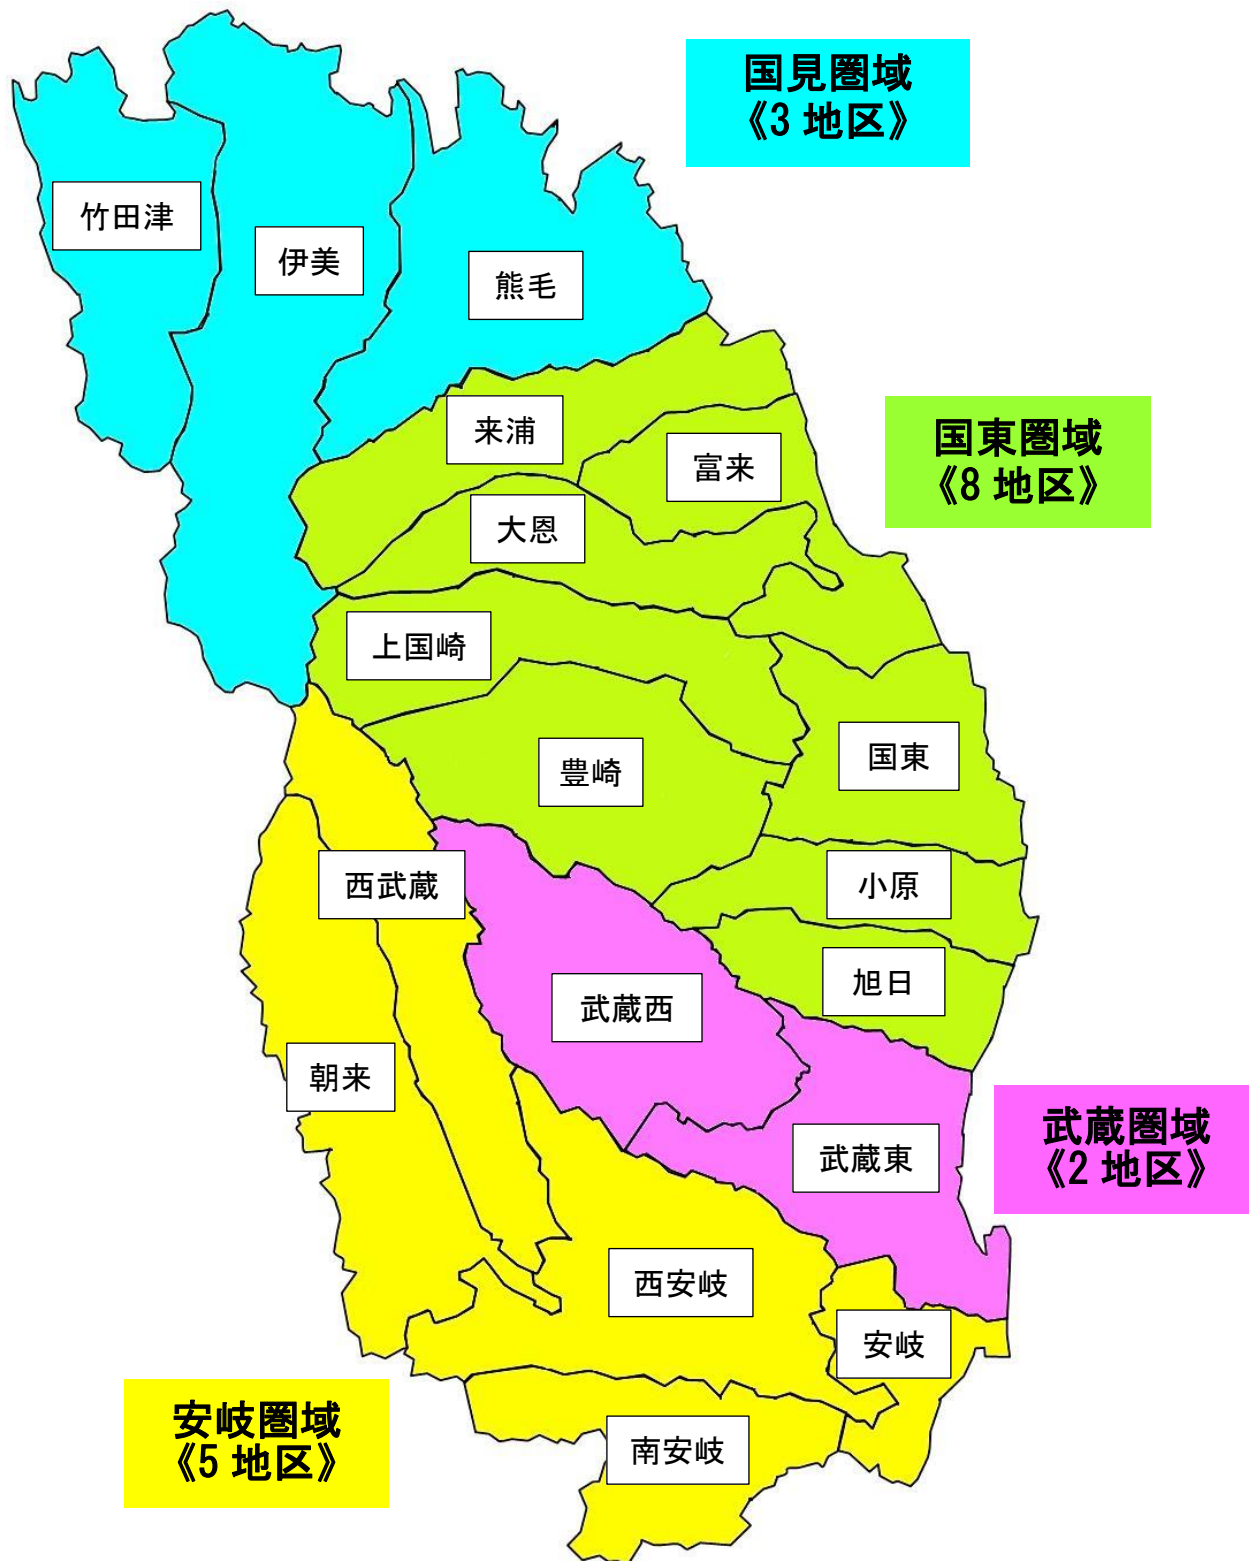 国見圏域
《3 地区》
竹田津
伊美
熊毛
国東圏域
《8 地区》
来浦
富来
大恩
上国崎
豊崎
国東
小原
旭日
西武蔵
武蔵西
朝来
武蔵圏域
《2 地区》
武蔵東
西安岐
安岐
安岐圏域
《5 地区》
南安岐